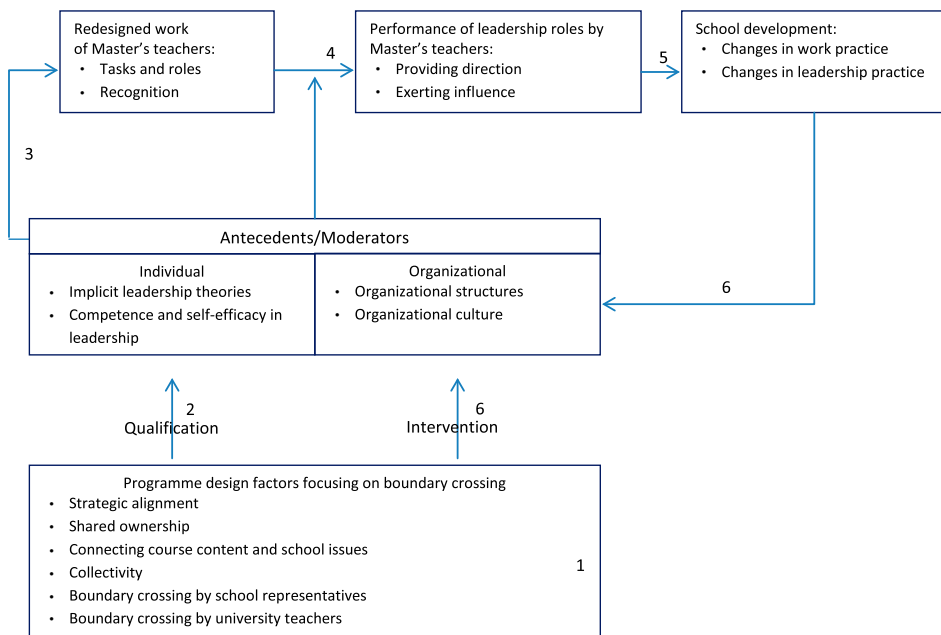 Redesigned work
of Master's teachers:
• Tasks and roles
• Recognition
4
Performance of leadership roles by
Master's teachers:
• Providing direction
• Exerting influence
5
School development:
• Changes in work practice
• Changes in leadership practice
3
Antecedents/Moderators
Individual
• Implicit leadership theories
• Competence and self-efficacy in
leadership
Organizational
• Organizational structures
• Organizational culture
6
2
Qualification
6
Intervention
Programme design factors focusing on boundary crossing
• Strategic alignment
• Shared ownership
• Connecting course content and school issues
• Collectivity
• Boundary crossing by school representatives
• Boundary crossing by university teachers
1